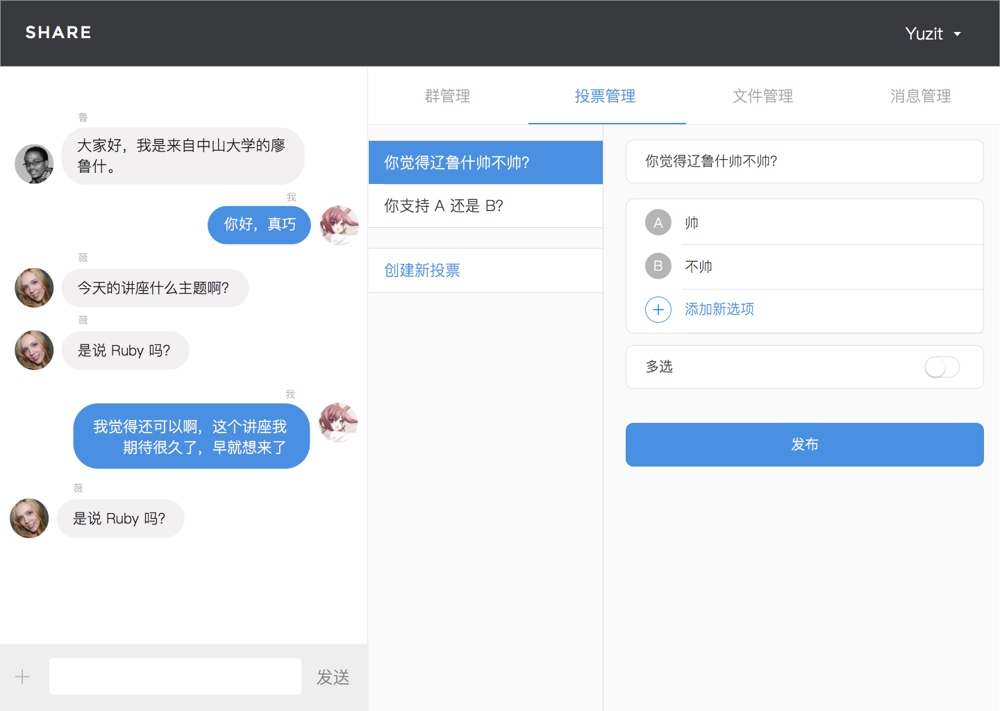 SHARE
Yuzit
群管理
投票管理
文件管理
消息管理
鲁
大家好，我是来自中山大学的廖
鲁什。
我
你好，真巧
薇
今天的讲座什么主题啊？
薇
是说 Ruby 吗？
我
我觉得还可以啊，这个讲座我
期待很久了，早就想来了
薇
是说 Ruby 吗？
发送
你觉得辽鲁什帅不帅？
你支持 A 还是 B？
创建新投票
你觉得辽鲁什帅不帅？
A 帅
B 不帅
添加新选项
多选
发布